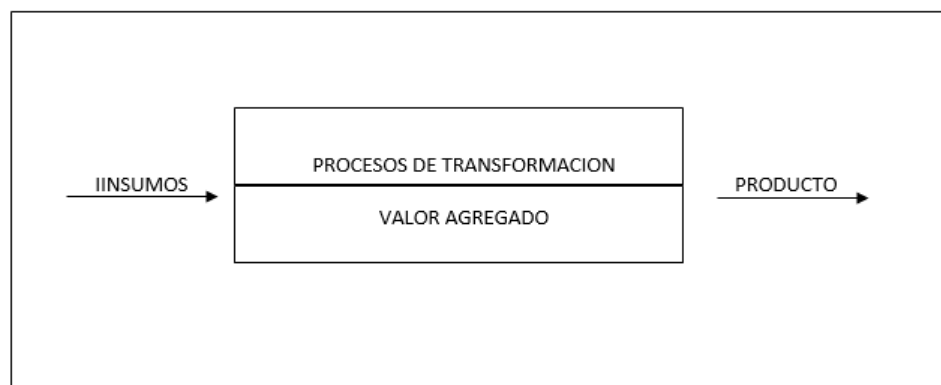 PROCESOS DE TRANSFORMACION
IINSUMOS
PRODUCTO
VALOR AGREGADO